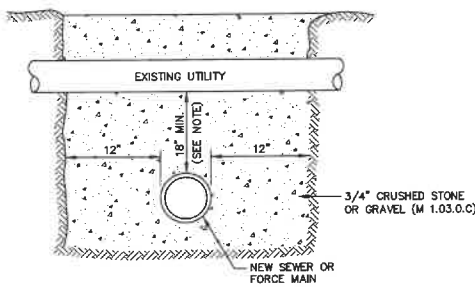 EXISTING UTILITY
12"
18" MIN.
(SEE NOTE)
12"
3/4" CRUSHED STONE
OR GRAVEL (M 1.03.0.C)
NEW SEWER OR
FORCE MAIN